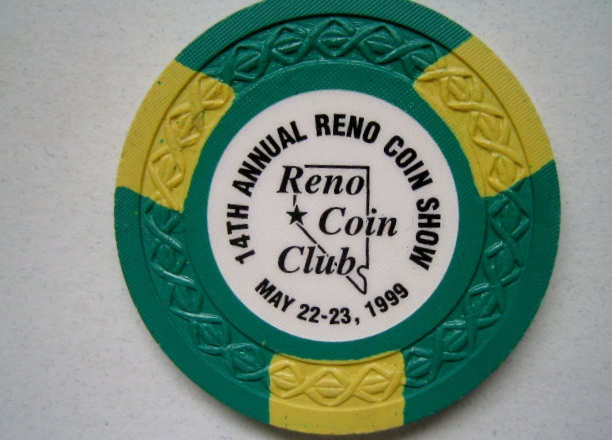 14TH ANNUAL RENO COIN SHOW
Reno
Coin
Club
MAY 22-23, 1999